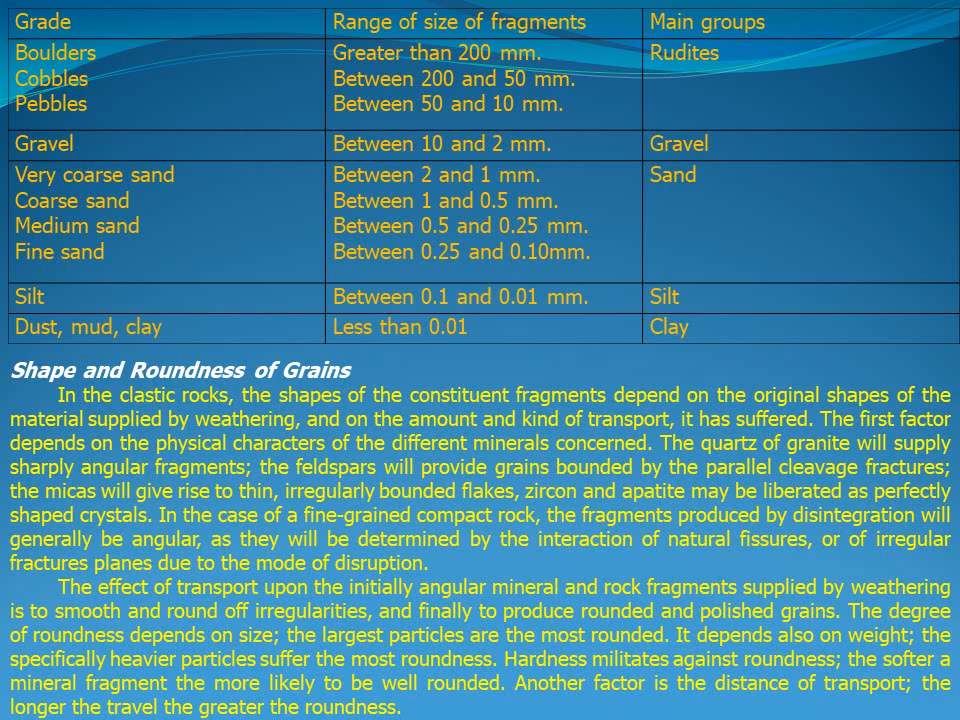 Grade Range of size of fragments Main groups
Boulders Greater than 200 mm. Rudites
Cobbles Between 200 and 50 mm.
Pebbles Between 50 and 10 mm.
Gravel Between 10 and 2 mm. Gravel
Very coarse sand Between 2 and 1 mm. Sand
Coarse sand Between 1 and 0.5 mm.
Medium sand Between 0.5 and 0.25 mm.
Fine sand Between 0.25 and 0.10mm.
Silt Between 0.1 and 0.01 mm. Silt
Dust, mud, clay Less than 0.01 Clay
Shape and Roundness of Grains
In the clastic rocks, the shapes of the constituent fragments depend on the original shapes of the
material supplied by weathering, and on the amount and kind of transport, it has suffered. The first factor
depends on the physical characters of the different minerals concerned. The quartz of granite will supply
sharply angular fragments; the feldspars will provide grains bounded by the parallel cleavage fractures;
the micas will give rise to thin, irregularly bounded flakes, zircon and apatite may be liberated as perfectly
shaped crystals. In the case of a fine-grained compact rock, the fragments produced by disintegration will
generally be angular, as they will be determined by the interaction of natural fissures, or of irregular
fractures planes due to the mode of disruption.
The effect of transport upon the initially angular mineral and rock fragments supplied by weathering
is to smooth and round off irregularities, and finally to produce rounded and polished grains. The degree
of roundness depends on size; the largest particles are the most rounded. It depends also on weight; the
specifically heavier particles suffer the most roundness. Hardness militates against roundness; the softer a
mineral fragment the more likely to be well rounded. Another factor is the distance of transport; the
longer the travel the greater the roundness.